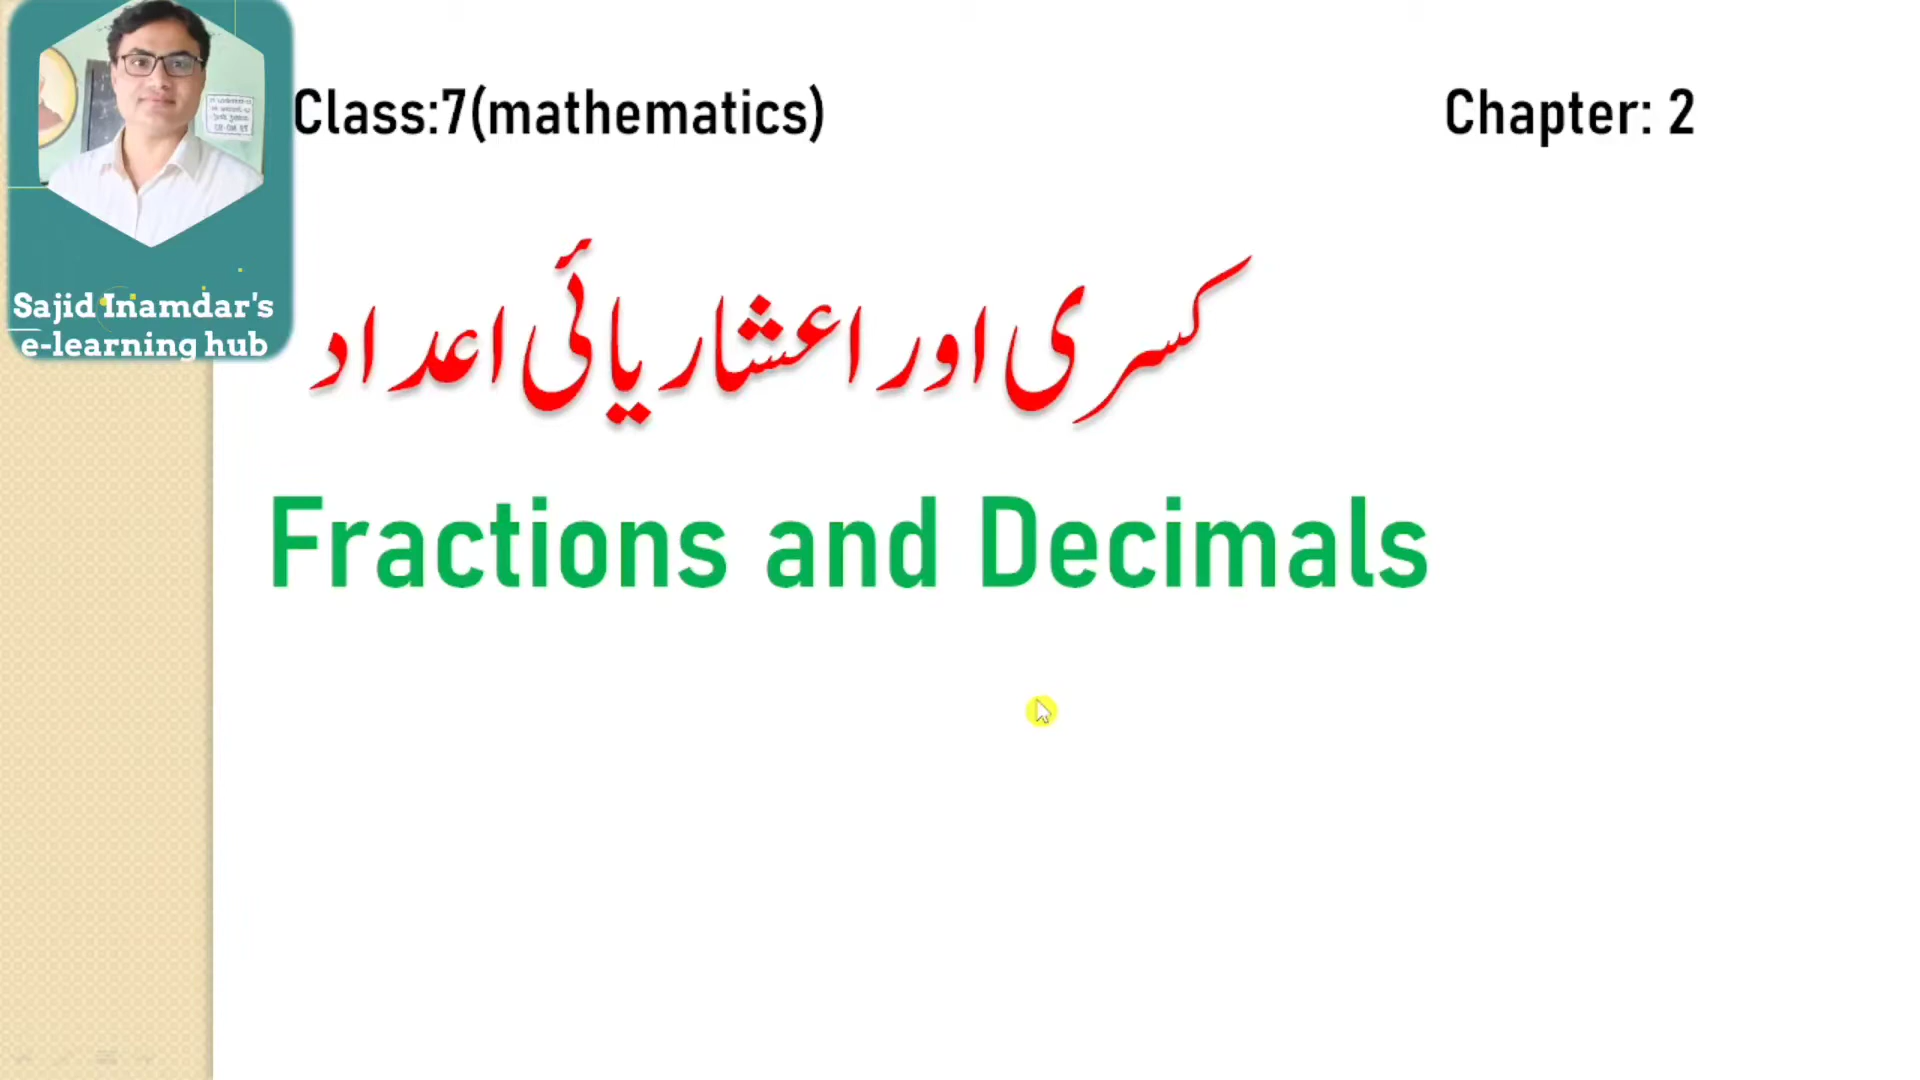 Class:7(mathematics)
Chapter: 2
کسری اور اعشاریائی اعداد
Fractions and Decimals
Sajid Inamdar's
e-learning hub